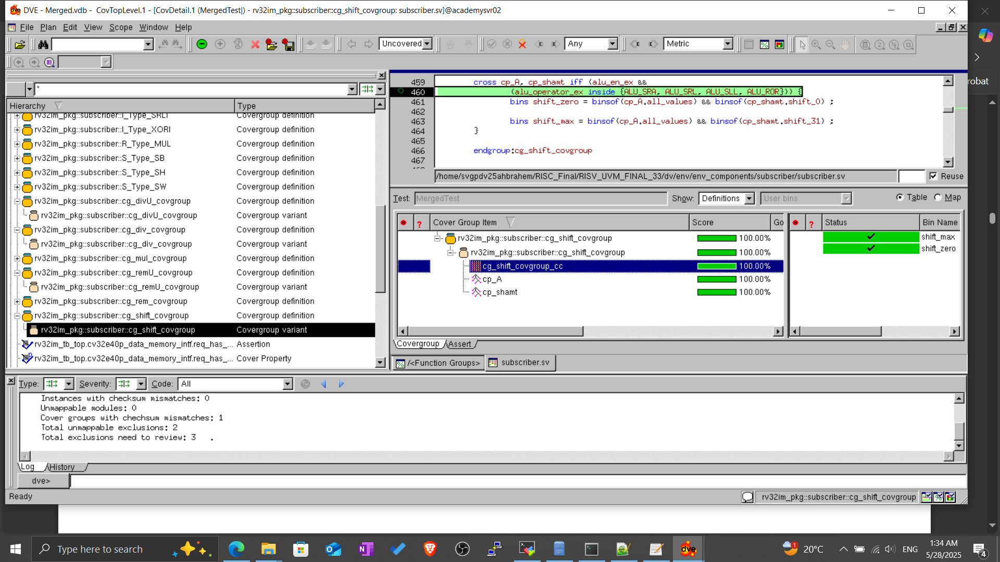 DVE - Merged.vdb - CovTopLevel.1 - [CovDetail.1 (MergedTest|) - rv32im_pkg::subscriber::cg_shift_covgroup: subscriber.sv]@academysvr02
File Plan Edit View Scope Window Help
Uncovered Any Metric
*
Hierarchy Type
rv32im_pkg::subscriber::I_Type_SRLI Covergroup definition
rv32im_pkg::subscriber::I_Type_XORI Covergroup definition
rv32im_pkg::subscriber::R_Type_MUL Covergroup definition
rv32im_pkg::subscriber::S_Type_SB Covergroup definition
rv32im_pkg::subscriber::S_Type_SH Covergroup definition
rv32im_pkg::subscriber::S_Type_SW Covergroup definition
rv32im_pkg::subscriber::cg_divU_covgroup Covergroup definition
rv32im_pkg::subscriber::cg_divU_covgroup Covergroup variant
rv32im_pkg::subscriber::cg_div_covgroup Covergroup definition
rv32im_pkg::subscriber::cg_div_covgroup Covergroup variant
rv32im_pkg::subscriber::cg_mul_covgroup Covergroup definition
rv32im_pkg::subscriber::cg_remU_covgroup Covergroup definition
rv32im_pkg::subscriber::cg_remU_covgroup Covergroup variant
rv32im_pkg::subscriber::cg_rem_covgroup Covergroup definition
rv32im_pkg::subscriber::cg_shift_covgroup Covergroup definition
rv32im_pkg::subscriber::cg_shift_covgroup Covergroup variant
rv32im_tb_top.cv32e40p_data_memory_intf.req_has_... Assertion
rv32im_tb_top.cv32e40p_data_memory_intf.req_has_... Cover Property
459 cross cp_A, cp_shamt iff (alu_en_ex &&
460 (alu_operator_ex inside {ALU_SRA, ALU_SRL, ALU_SLL, ALU_ROR})) {
461 bins shift_zero = binsof(cp_A.all_values) && binsof(cp_shamt.shift_0) ;
462
463 bins shift_max = binsof(cp_A.all_values) && binsof(cp_shamt.shift_31) ;
464 }
465
466 endgroup:cg_shift_covgroup
467
/home/svgpdv25ahbrahem/RISC_Final/RISV_UVM_FINAL_33/dv/env/env_components/subscriber/subscriber.sv Reuse
Test: MergedTest Show: Definitions User bins Table Map
? Cover Group Item Score Go ? Status Bin Name
rv32im_pkg::subscriber::cg_shift_covgroup 100.00%
rv32im_pkg::subscriber::cg_shift_covgroup 100.00%
cg_shift_covgroup_cc 100.00%
cp_A 100.00%
cp_shamt 100.00%
shift_max
shift_zero
Covergroup Assert
/<Function Groups> subscriber.sv
Type: Severity: Code: All
Instances with checksum mismatches: 0
Unmappable modules: 0
Cover groups with chechsum mismatches: 1
Total unmappable exclusions: 2
Total exclusions need to review: 3 .
Log History
dve>
Ready rv32im_pkg::subscriber::cg_shift_covgroup
robat
Type here to search
dve
1
20°C
ENG
1:34 AM
5/28/2025
4